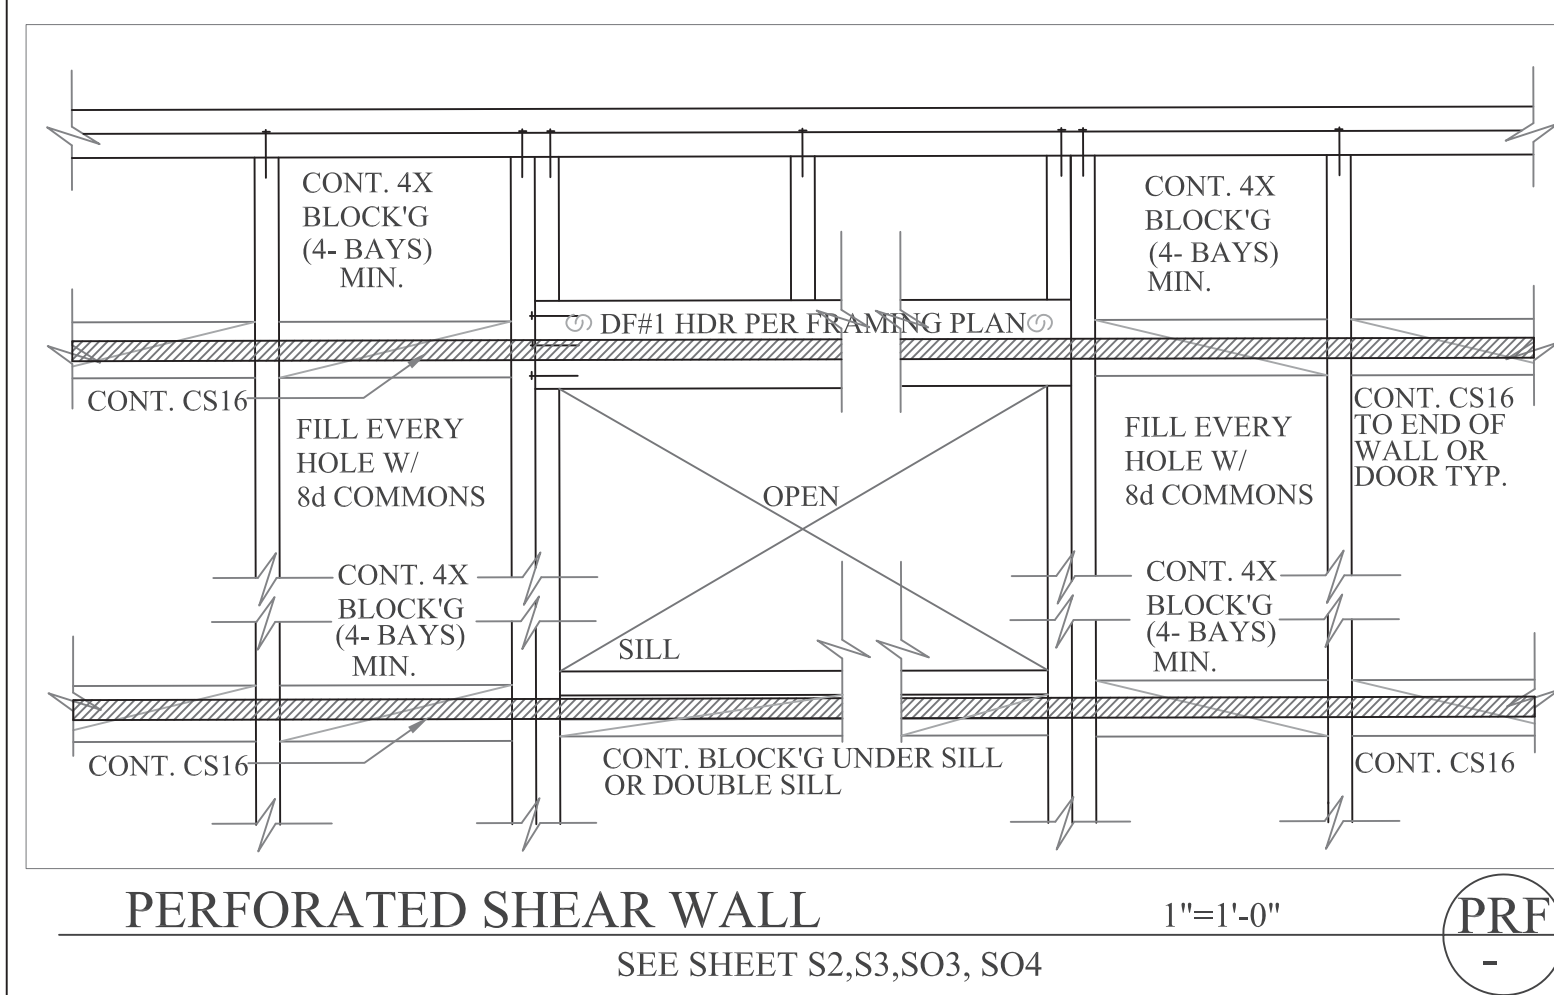 CONT. 4X
BLOCK'G
(4- BAYS)
MIN.
CONT. 4X
BLOCK'G
(4- BAYS)
MIN.
DF#1 HDR PER FRAMING PLAN
CONT. CS16
FILL EVERY
HOLE W/
8d COMMONS
OPEN
FILL EVERY
HOLE W/
8d COMMONS
CONT. CS16
TO END OF
WALL OR
DOOR TYP.
CONT. 4X
BLOCK'G
(4- BAYS)
MIN.
SILL
CONT. 4X
BLOCK'G
(4- BAYS)
MIN.
CONT. CS16
CONT. BLOCK'G UNDER SILL
OR DOUBLE SILL
CONT. CS16
PERFORATED SHEAR WALL
1"=1'-0"
PRF
-
SEE SHEET S2,S3,SO3, SO4